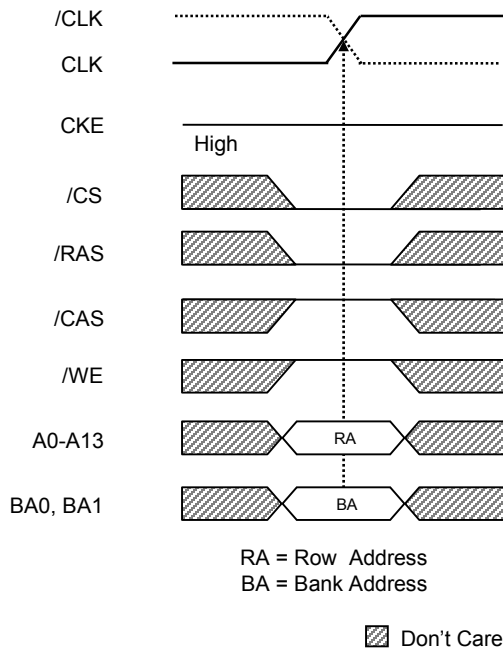 /CLK
CLK
CKE
High
/CS
/RAS
/CAS
/WE
A0-A13
RA
BA0, BA1
BA
RA = Row Address
BA = Bank Address
Don't Care